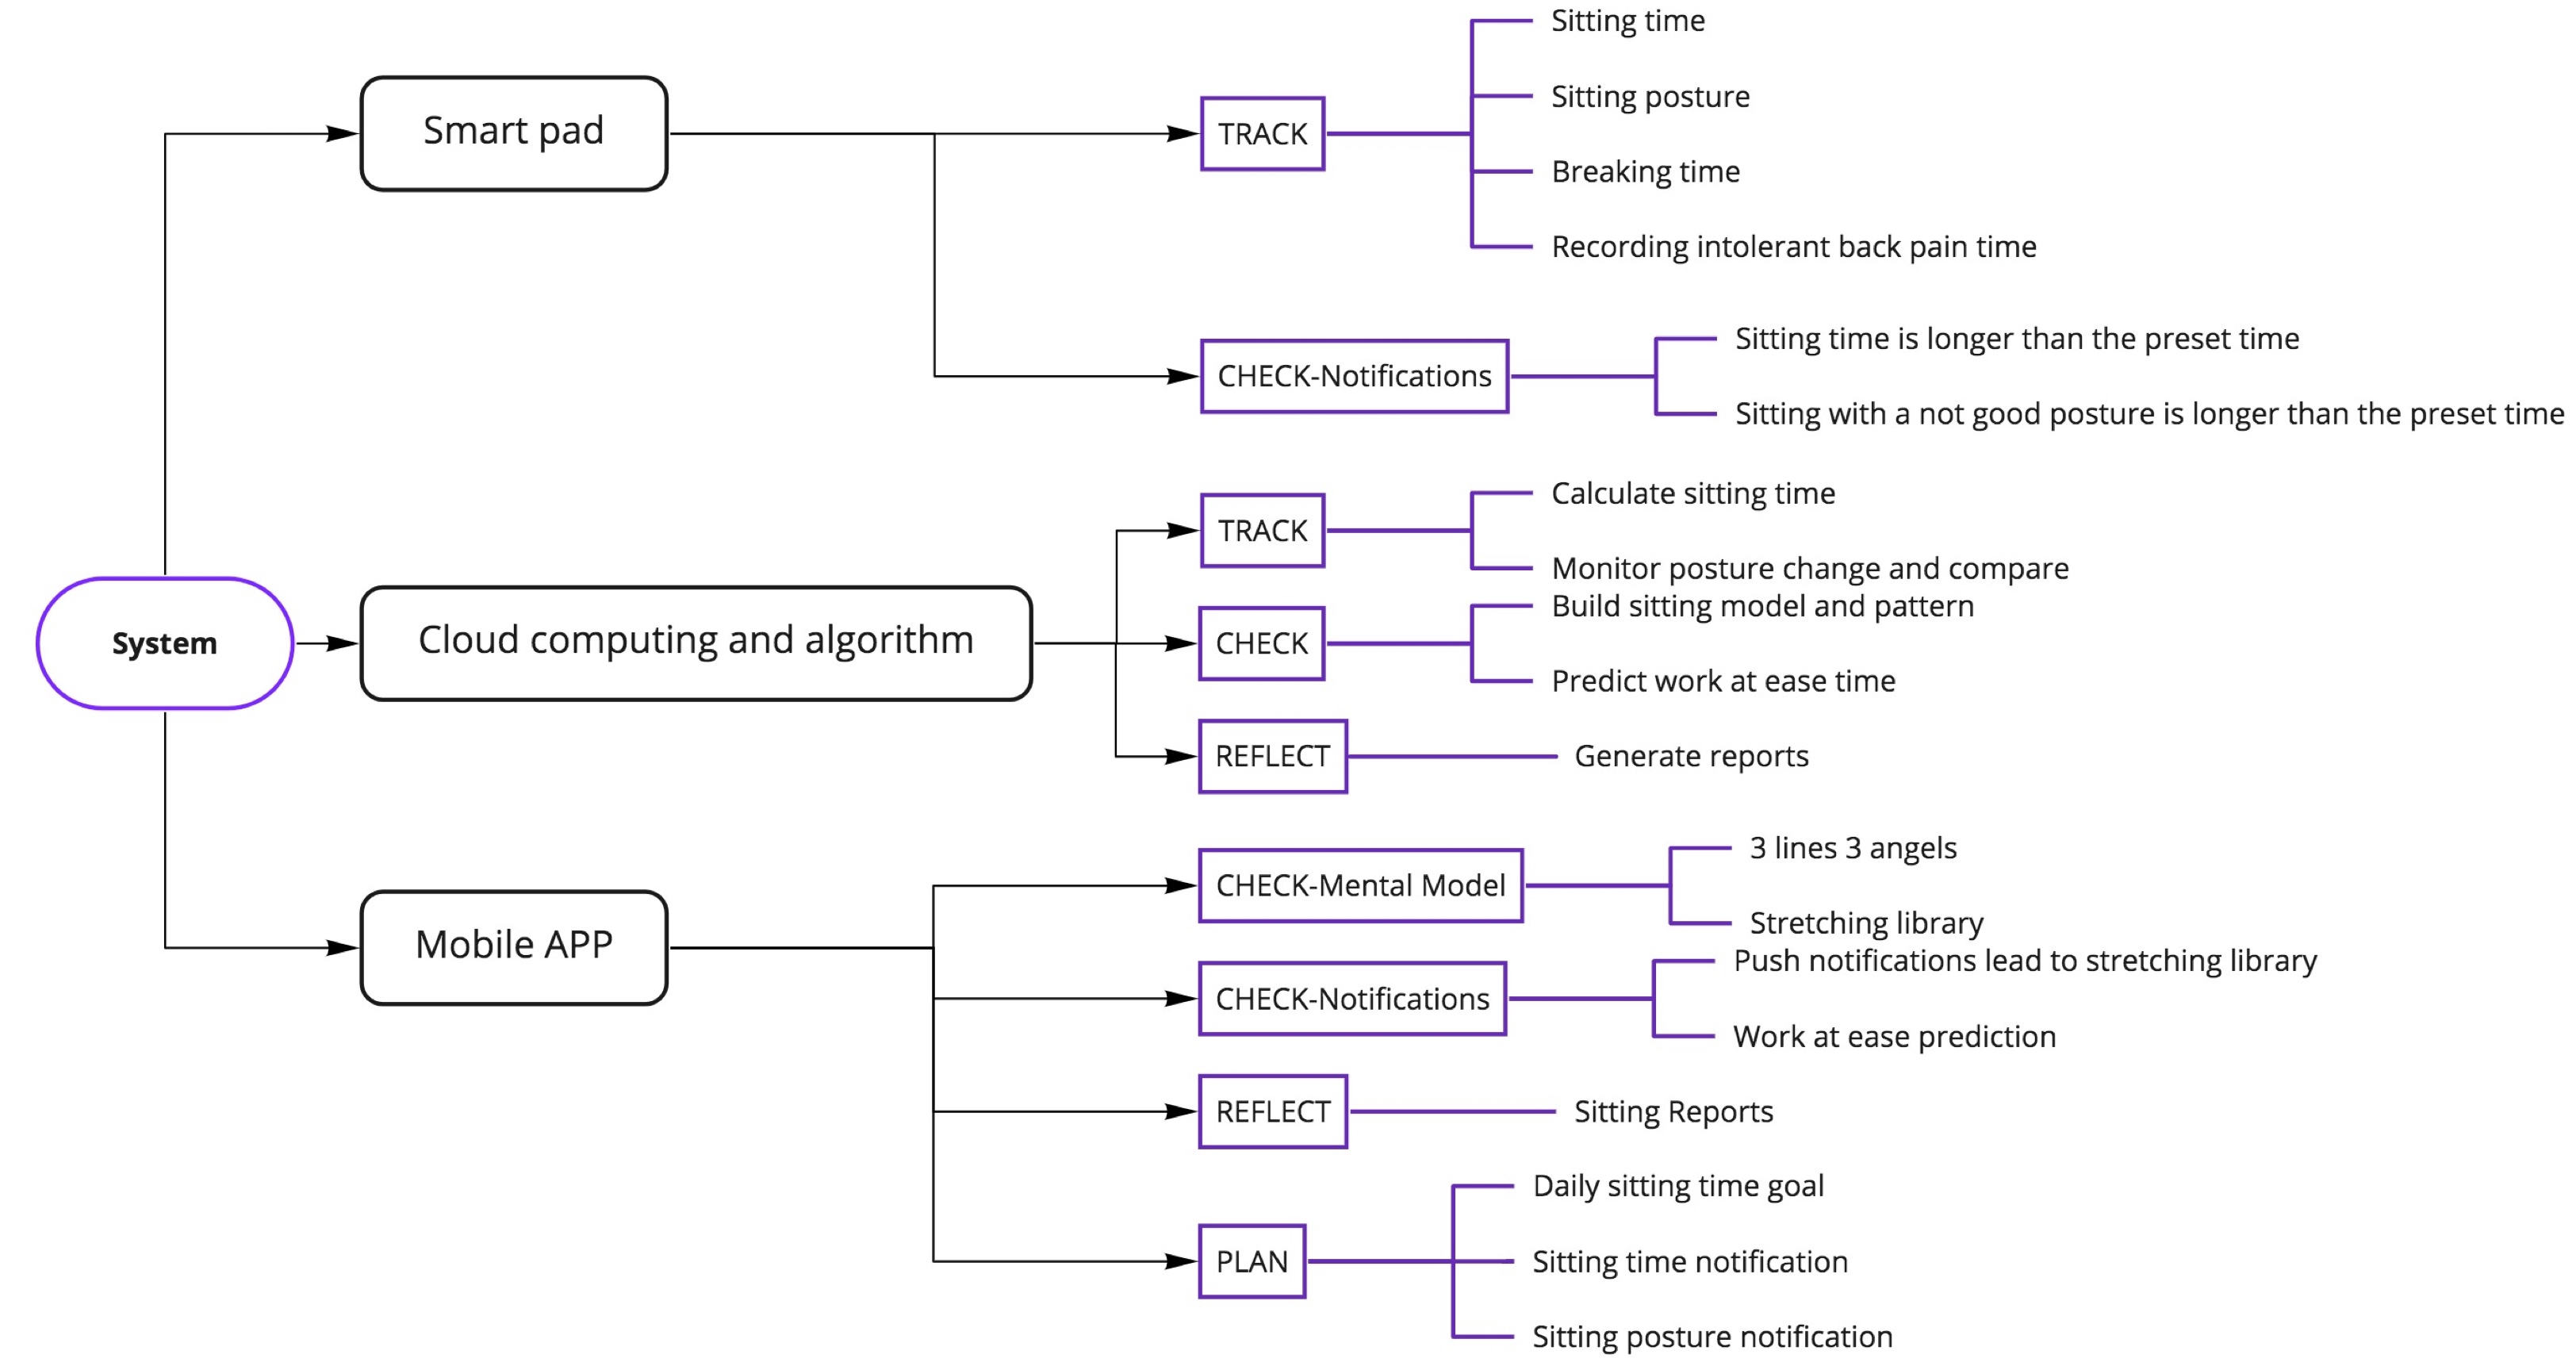 System
Smart pad
TRACK
Sitting time
Sitting posture
Breaking time
Recording intolerant back pain time
CHECK-Notifications
Sitting time is longer than the preset time
Sitting with a not good posture is longer than the preset time
Cloud computing and algorithm
TRACK
Calculate sitting time
Monitor posture change and compare
CHECK
Build sitting model and pattern
Predict work at ease time
REFLECT
Generate reports
Mobile APP
CHECK-Mental Model
3 lines 3 angels
Stretching library
CHECK-Notifications
Push notifications lead to stretching library
Work at ease prediction
REFLECT
Sitting Reports
PLAN
Daily sitting time goal
Sitting time notification
Sitting posture notification